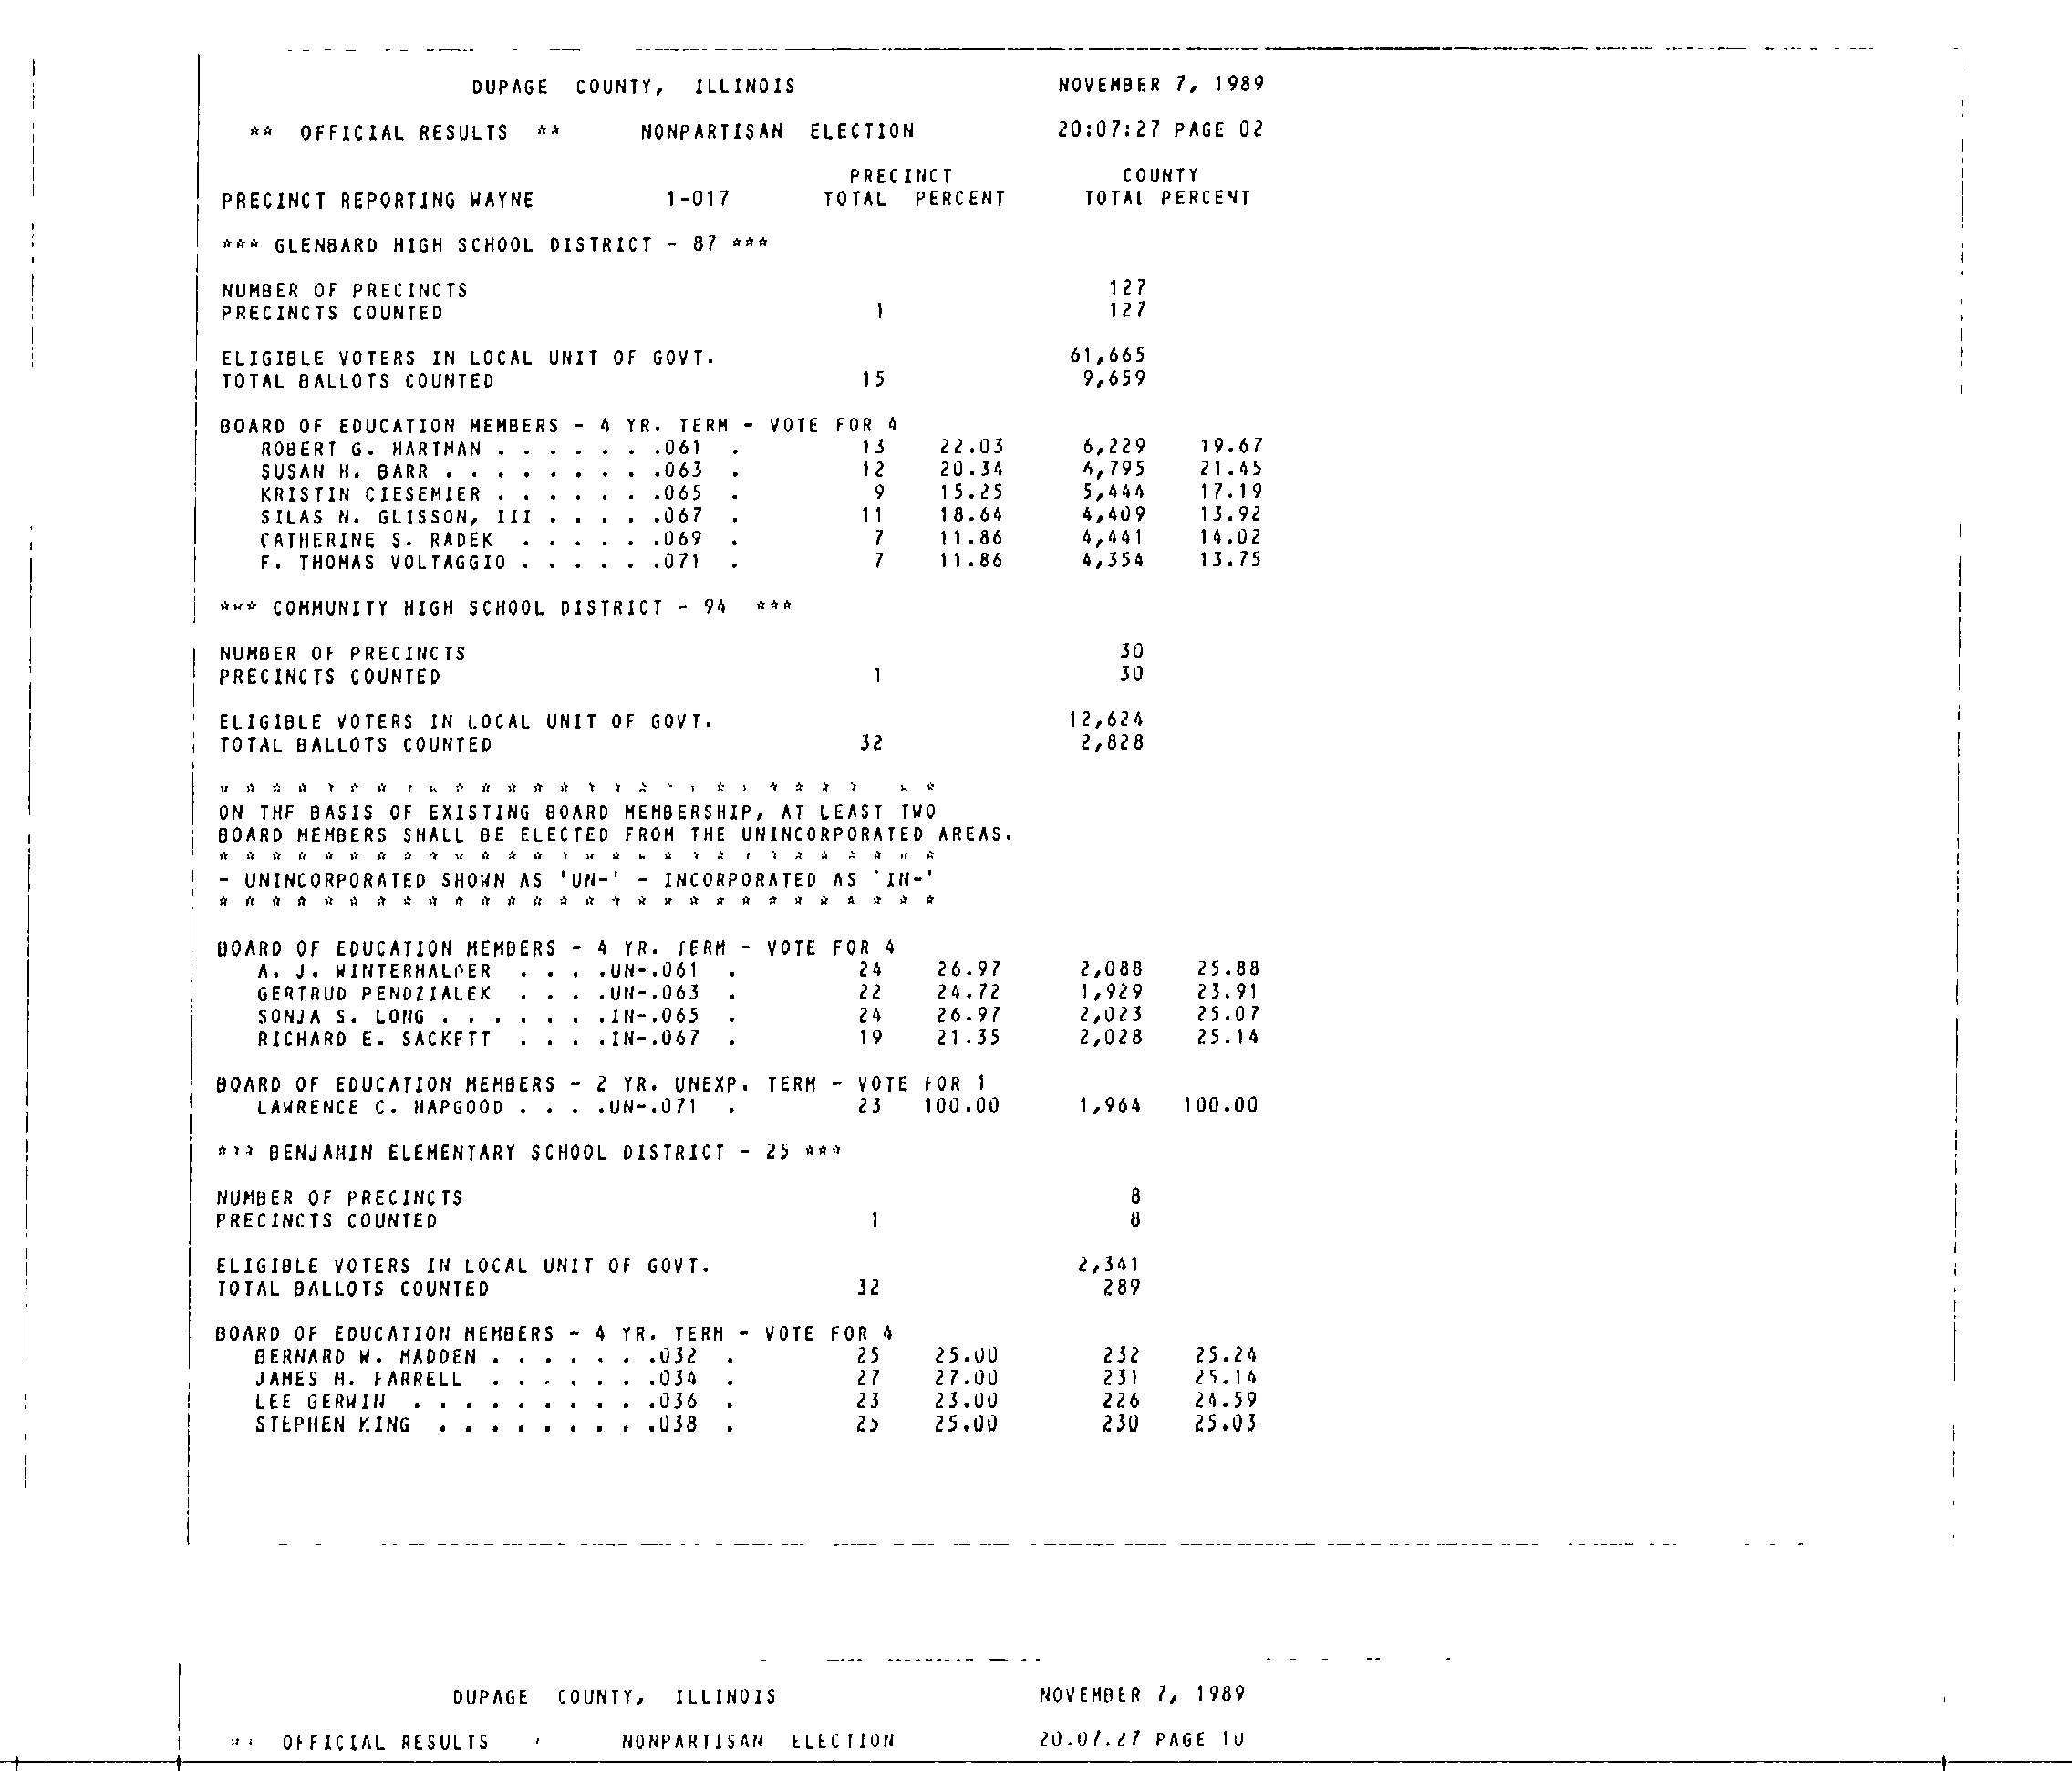 DUPAGE COUNTY, ILLINOIS NOVEMBER 7, 1989
** OFFICIAL RESULTS ** NONPARTISAN ELECTION 20:07:27 PAGE 02
PRECINCT COUNTY
PRECINCT REPORTING WAYNE 1-017 TOTAL PERCENT TOTAL PERCENT
*** GLENBARD HIGH SCHOOL DISTRICT - 87 ***
NUMBER OF PRECINCTS 127
PRECINCTS COUNTED 1 127
ELIGIBLE VOTERS IN LOCAL UNIT OF GOVT. 61,665
TOTAL BALLOTS COUNTED 15 9,659
BOARD OF EDUCATION MEMBERS - 4 YR. TERM - VOTE FOR 4
ROBERT G. HARTMAN . . . . . . .061 . 13 22.03 6,229 19.67
SUSAN H. BARR . . . . . . . . .063 . 12 20.34 6,795 21.45
KRISTIN CIESEMIER . . . . . . .065 . 9 15.25 5,444 17.19
SILAS N. GLISSON, III . . . . .067 . 11 18.64 4,409 13.92
CATHERINE S. RADEK . . . . . .069 . 7 11.86 4,441 14.02
F. THOMAS VOLTAGGIO . . . . . .071 . 7 11.86 4,354 13.75
*** COMMUNITY HIGH SCHOOL DISTRICT - 94 ***
NUMBER OF PRECINCTS 30
PRECINCTS COUNTED 1 30
ELIGIBLE VOTERS IN LOCAL UNIT OF GOVT. 12,624
TOTAL BALLOTS COUNTED 32 2,828
* * * * * * * * * * * * * * * * * * * * * * * * * * * *
ON THE BASIS OF EXISTING BOARD MEMBERSHIP, AT LEAST TWO
BOARD MEMBERS SHALL BE ELECTED FROM THE UNINCORPORATED AREAS.
* * * * * * * * * * * * * * * * * * * * * * * * * * * *
- UNINCORPORATED SHOWN AS 'UN-' - INCORPORATED AS 'IN-'
* * * * * * * * * * * * * * * * * * * * * * * * * * * *
BOARD OF EDUCATION MEMBERS - 4 YR. TERM - VOTE FOR 4
A. J. WINTERHALDER . . . .UN-.061 . 24 26.97 2,088 25.88
GERTRUD PENDZIALEK . . . .UN-.063 . 22 24.72 1,929 23.91
SONJA S. LONG . . . . . . .IN-.065 . 24 26.97 2,023 25.07
RICHARD E. SACKETT . . . .IN-.067 . 19 21.35 2,028 25.14
BOARD OF EDUCATION MEMBERS - 2 YR. UNEXP. TERM - VOTE FOR 1
LAWRENCE C. HAPGOOD . . . .UN-.071 . 23 100.00 1,964 100.00
*** BENJAMIN ELEMENTARY SCHOOL DISTRICT - 25 ***
NUMBER OF PRECINCTS 8
PRECINCTS COUNTED 1 8
ELIGIBLE VOTERS IN LOCAL UNIT OF GOVT. 2,341
TOTAL BALLOTS COUNTED 32 289
BOARD OF EDUCATION MEMBERS - 4 YR. TERM - VOTE FOR 4
BERNARD W. MADDEN . . . . . . .032 . 25 25.00 232 25.24
JAMES M. FARRELL . . . . . . .034 . 27 27.00 231 25.14
LEE GERWIN . . . . . . . . . .036 . 23 23.00 226 24.59
STEPHEN KING . . . . . . . . .038 . 25 25.00 230 25.03
DUPAGE COUNTY, ILLINOIS NOVEMBER 7, 1989
OFFICIAL RESULTS NONPARTISAN ELECTION 20.07.27 PAGE 10